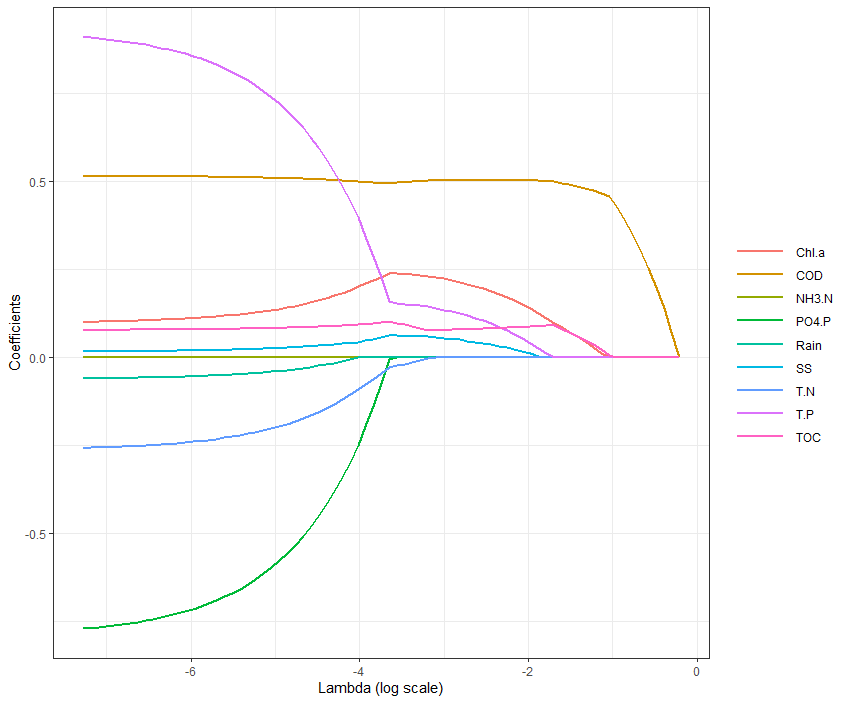 Coefficients
0.5
0.0
-0.5
-6
-4
-2
0
Lambda (log scale)
Chl.a
COD
NH3.N
PO4.P
Rain
SS
T.N
T.P
TOC